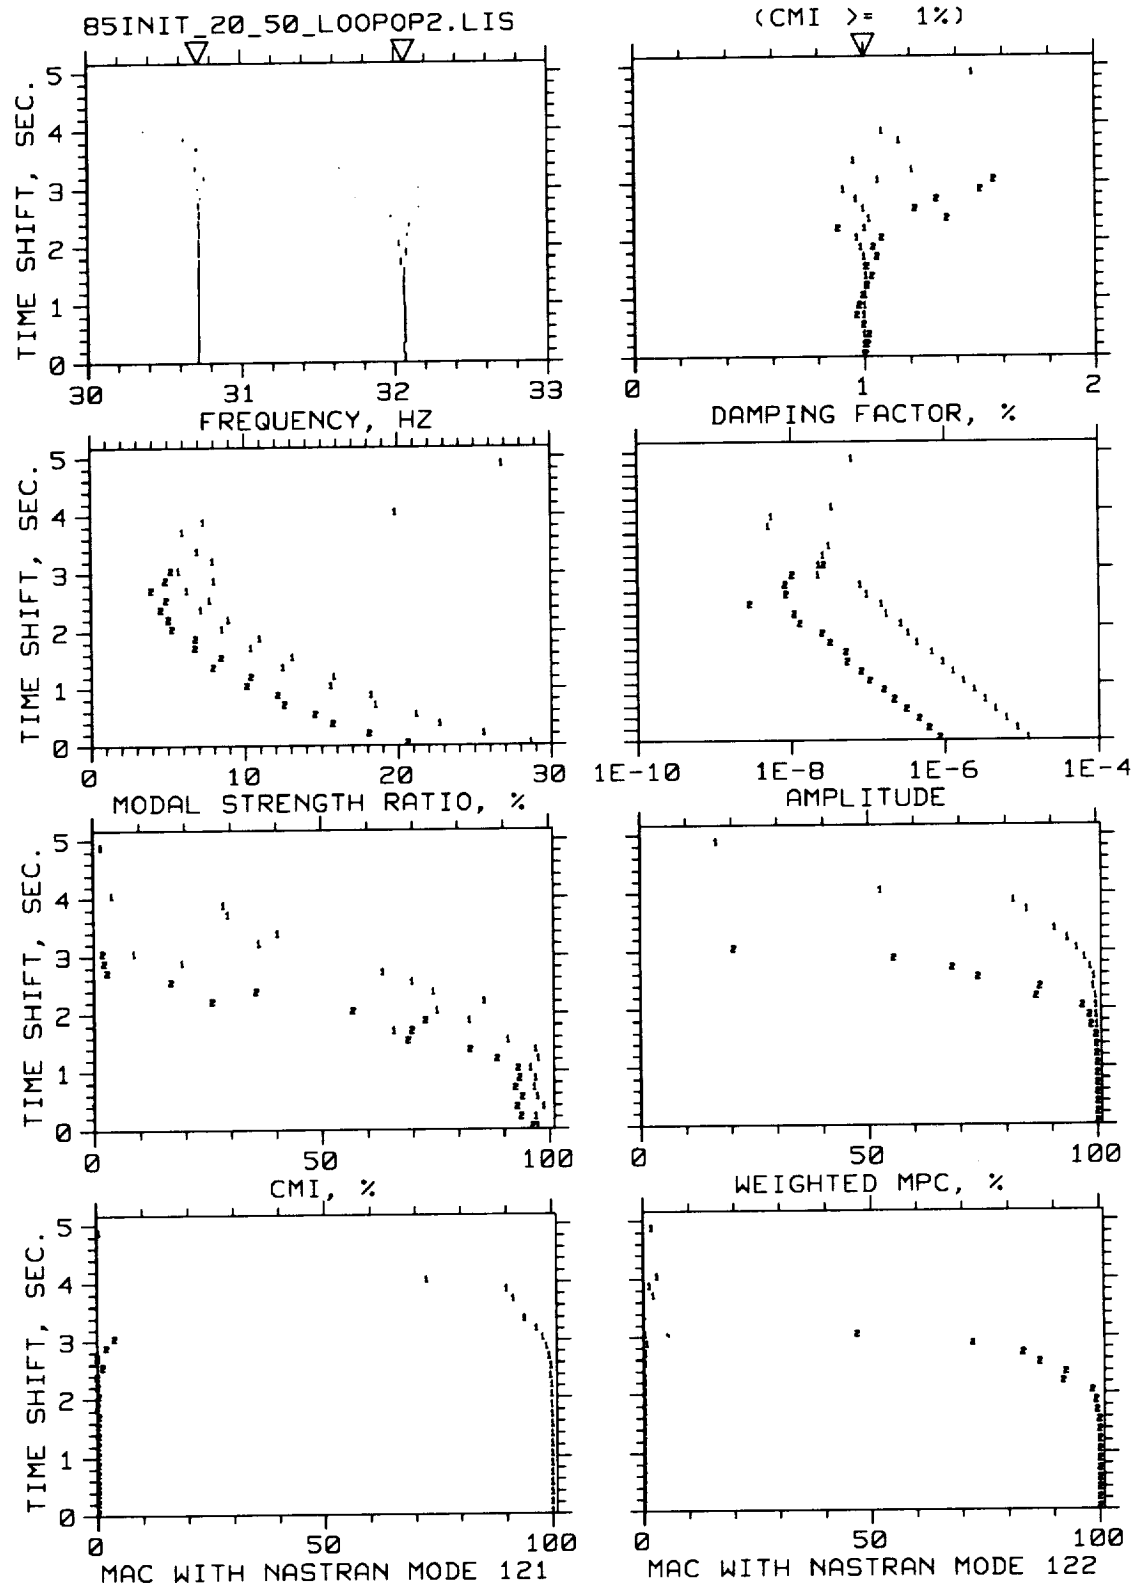 85INIT_20_50_LOOPOP2.LIS
(CMI >= 1%)
TIME SHIFT, SEC.
5
4
3
2
1
0
30 31 32 33
FREQUENCY, HZ
0 1 2
DAMPING FACTOR, %
TIME SHIFT, SEC.
5
4
3
2
1
0
0 10 20 30
MODAL STRENGTH RATIO, %
1E-10 1E-8 1E-6 1E-4
AMPLITUDE
TIME SHIFT, SEC.
5
4
3
2
1
0
0 50 100
CMI, %
0 50 100
WEIGHTED MPC, %
TIME SHIFT, SEC.
5
4
3
2
1
0
0 50 100
MAC WITH NASTRAN MODE 121
0 50 100
MAC WITH NASTRAN MODE 122